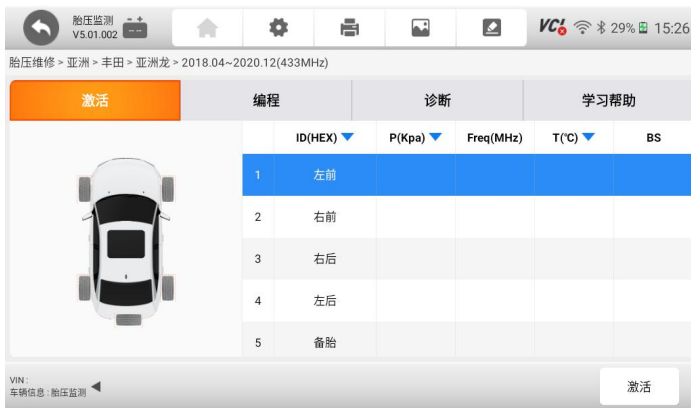 胎压监测
V5.01.002
VCI 29% 15:26
胎压维修 > 亚洲 > 丰田 > 亚洲龙 > 2018.04~2020.12(433MHz)
激活 编程 诊断 学习帮助
ID(HEX) P(Kpa) Freq(MHz) T(℃) BS
1 左前
2 右前
3 右后
4 左后
5 备胎
VIN :
车辆信息 : 胎压监测
激活